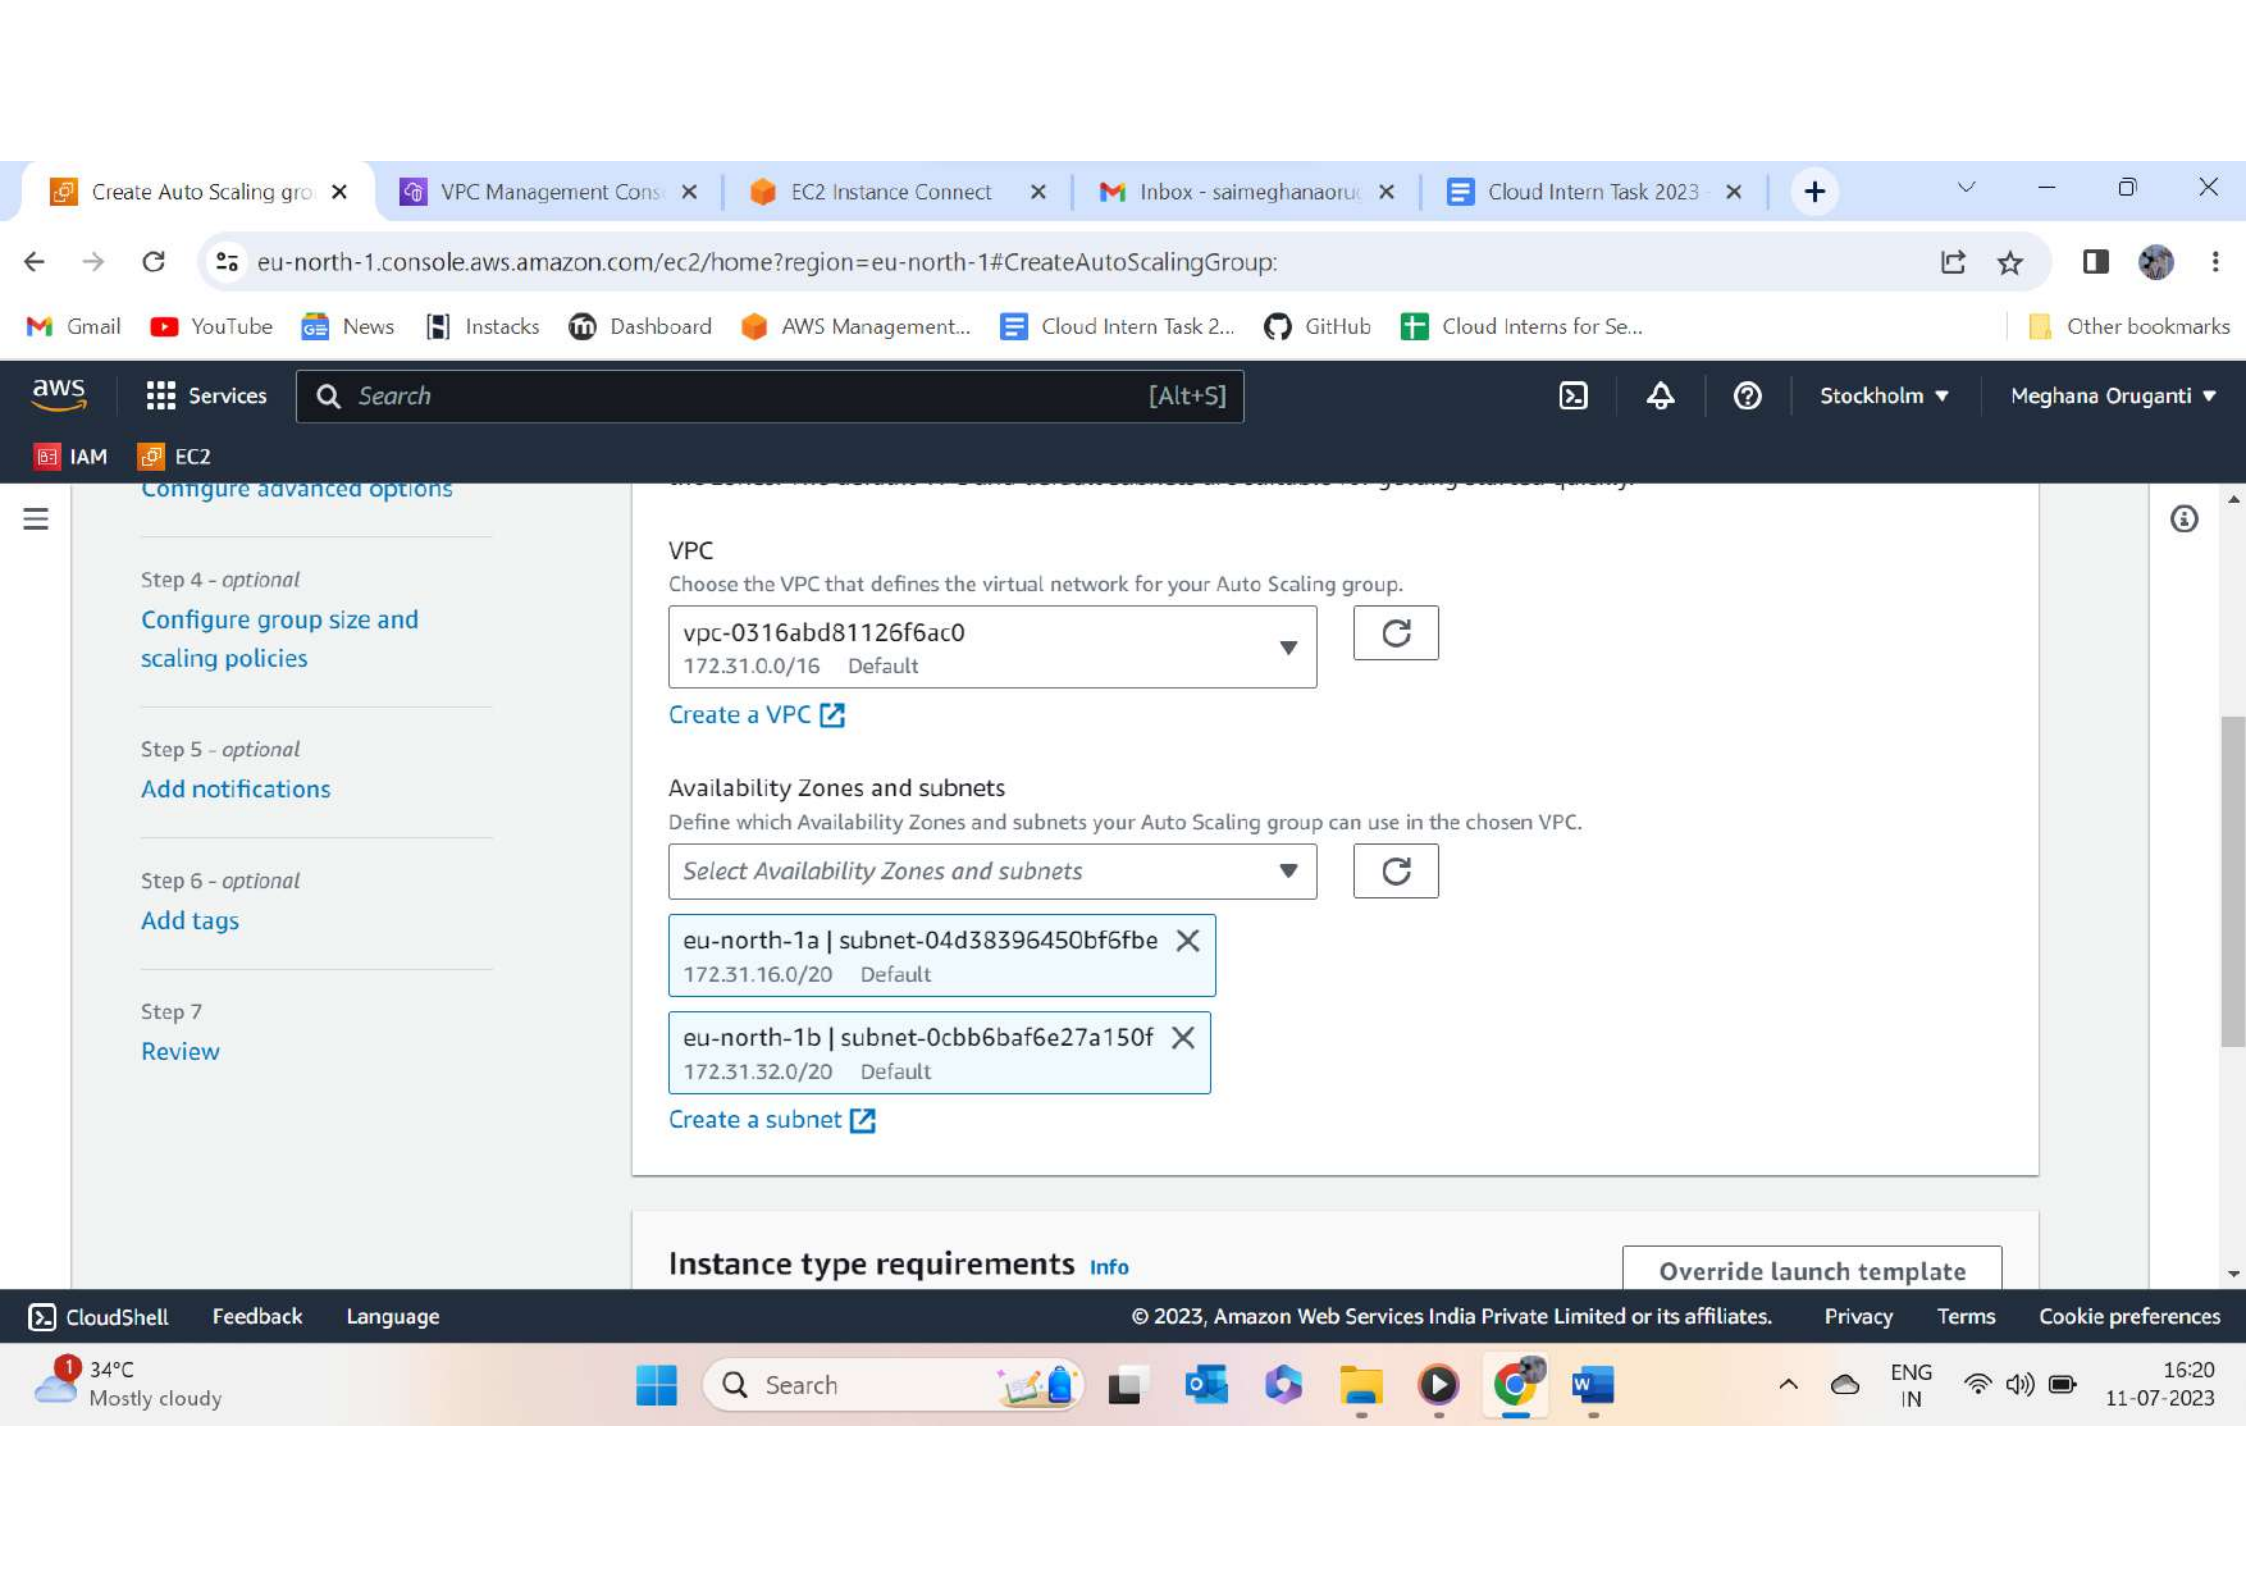 Create Auto Scaling gro
VPC Management Cons
EC2 Instance Connect
Inbox - saimeghanaoru
Cloud Intern Task 2023 -
eu-north-1.console.aws.amazon.com/ec2/home?region=eu-north-1#CreateAutoScalingGroup:
Gmail YouTube News Instacks Dashboard AWS Management... Cloud Intern Task 2... GitHub Cloud Interns for Se... Other bookmarks
aws Services Search [Alt+S] Stockholm Meghana Oruganti
IAM EC2
Configure advanced options
Step 4 - optional
Configure group size and
scaling policies
Step 5 - optional
Add notifications
Step 6 - optional
Add tags
Step 7
Review
VPC
Choose the VPC that defines the virtual network for your Auto Scaling group.
vpc-0316abd81126f6ac0
172.31.0.0/16 Default
Create a VPC
Availability Zones and subnets
Define which Availability Zones and subnets your Auto Scaling group can use in the chosen VPC.
Select Availability Zones and subnets
eu-north-1a | subnet-04d38396450bf6fbe
172.31.16.0/20 Default
eu-north-1b | subnet-0cbb6baf6e27a150f
172.31.32.0/20 Default
Create a subnet
Instance type requirements Info
Override launch template
CloudShell Feedback Language © 2023, Amazon Web Services India Private Limited or its affiliates. Privacy Terms Cookie preferences
1 34°C
Mostly cloudy
Search
ENG
IN
16:20
11-07-2023